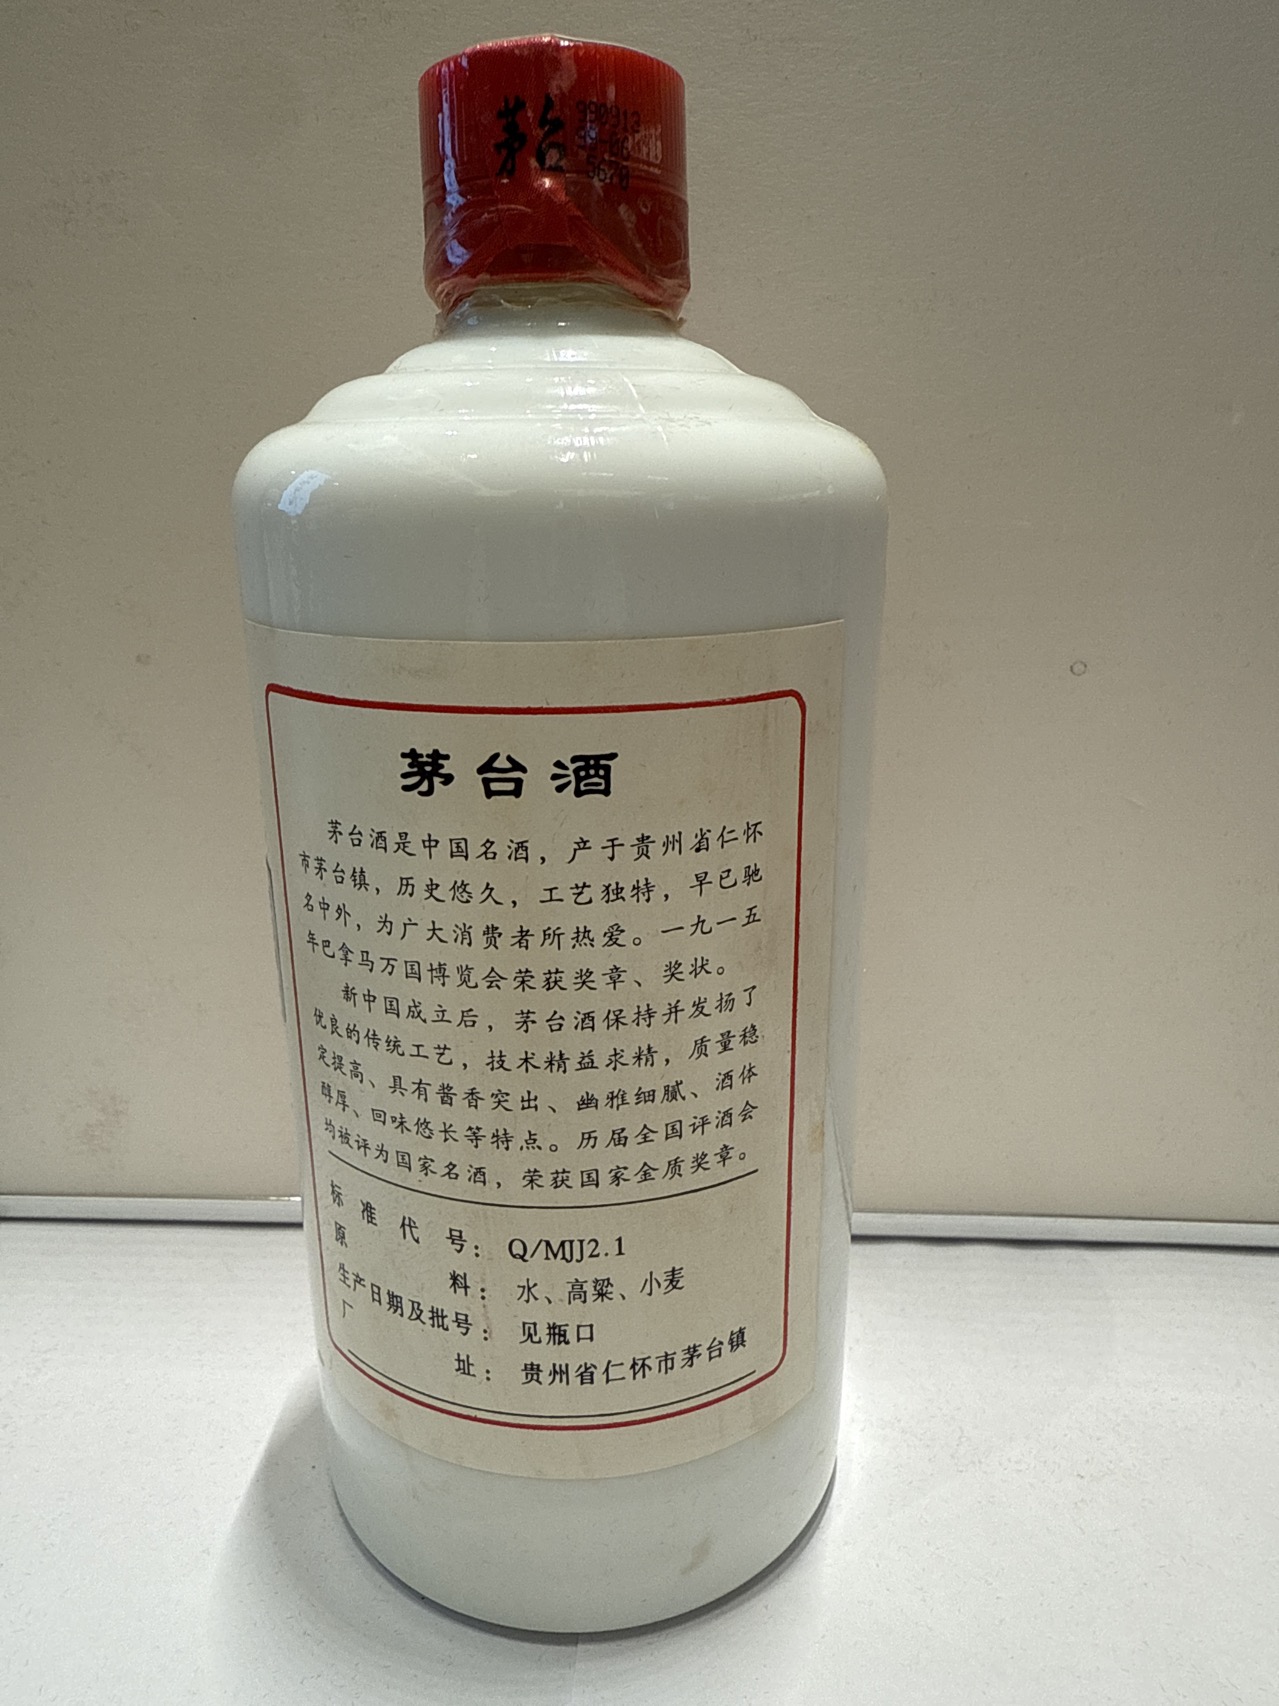 茅台
990913
99-06
5670
茅台酒
茅台酒是中国名酒，产于贵州省仁怀
市茅台镇，历史悠久，工艺独特，早已驰
名中外，为广大消费者所热爱。一九一五
年巴拿马万国博览会荣获奖章、奖状。
新中国成立后，茅台酒保持并发扬了
优良的传统工艺，技术精益求精，质量稳
定提高、具有酱香突出、幽雅细腻、酒体
醇厚、回味悠长等特点。历届全国评酒会
均被评为国家名酒，荣获国家金质奖章。
标准代号：Q/MJJ2.1
原料：水、高粱、小麦
生产日期及批号：见瓶口
厂址：贵州省仁怀市茅台镇